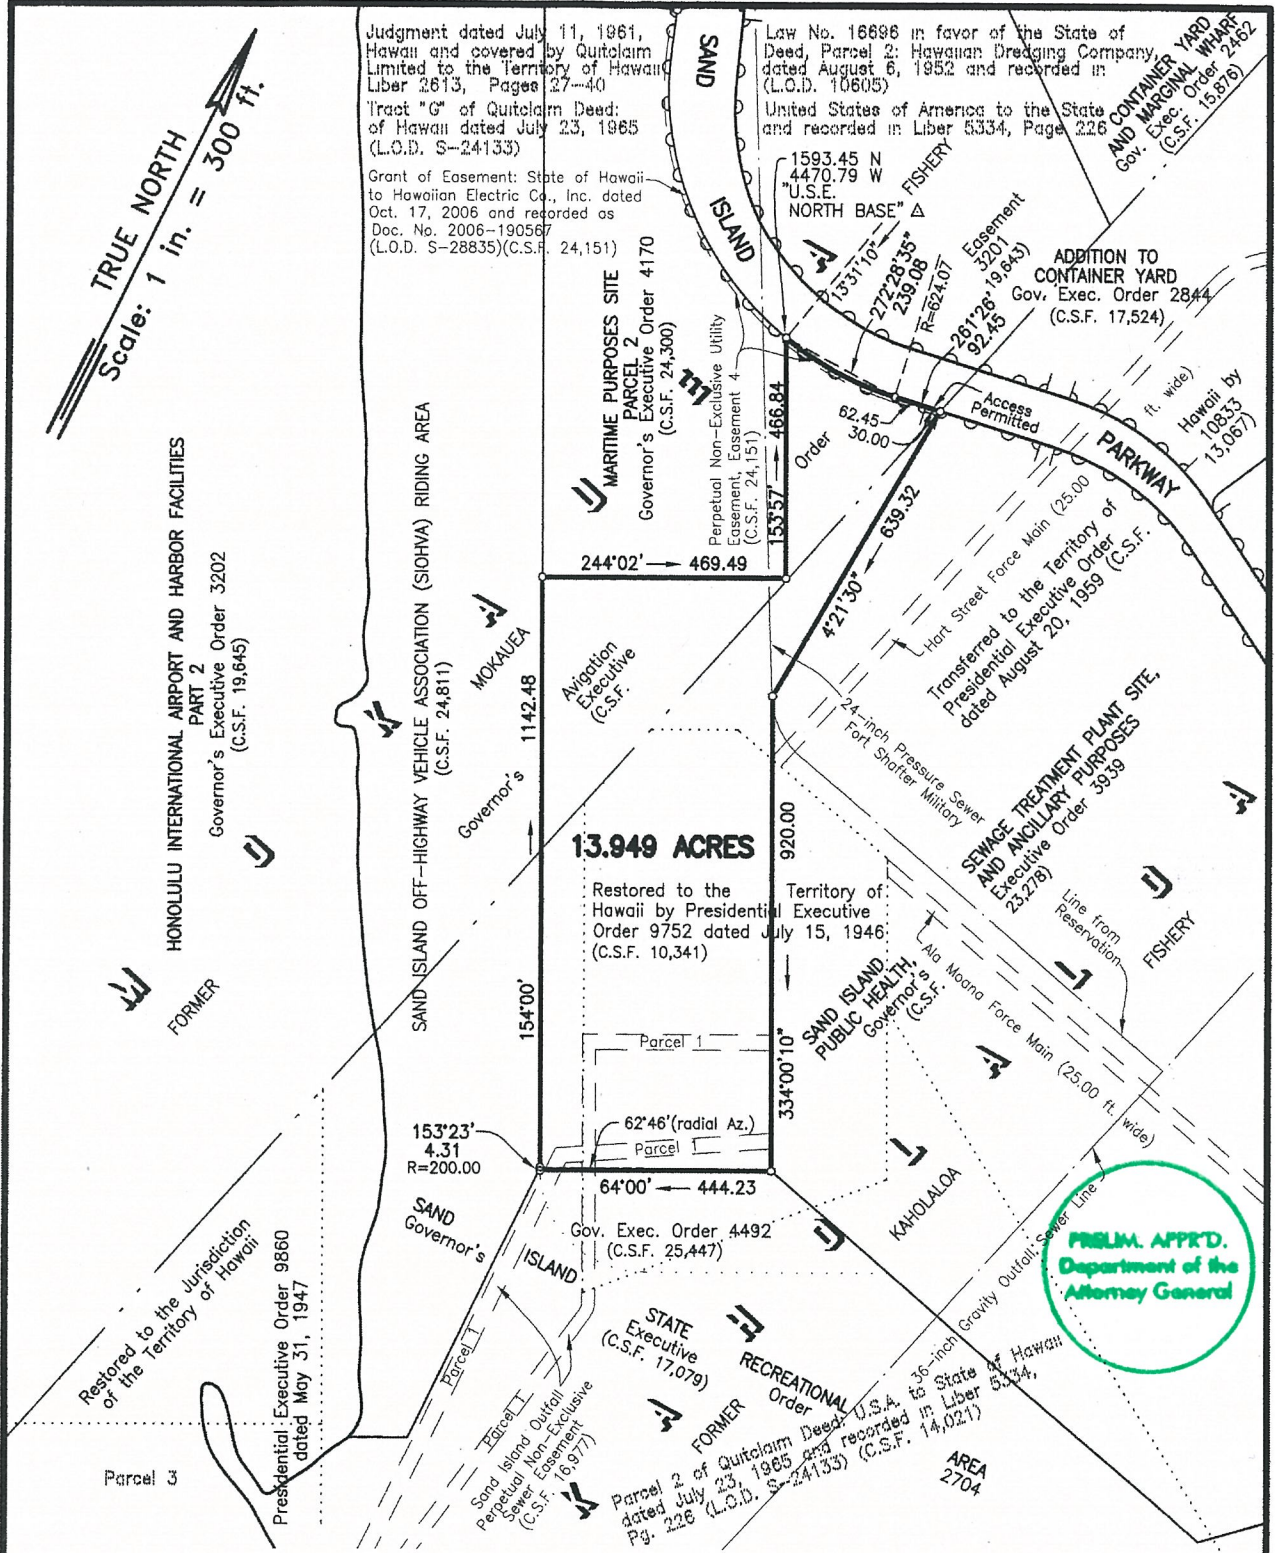 Judgment dated July 11, 1961,
Hawaii and covered by Quitclaim
Limited to the Territory of Hawaii
Liber 2613, Pages 27-40
Tract "G" of Quitclaim Deed:
of Hawaii dated July 23, 1965
(L.O.D. S-24133)
Law No. 16696 in favor of the State of
Deed, Parcel 2: Hawaiian Dredging Company,
dated August 6, 1952 and recorded in
(L.O.D. 10605)
United States of America to the State
and recorded in Liber 5334, Page 226
Grant of Easement: State of Hawaii
to Hawaiian Electric Co., Inc. dated
Oct. 17, 2006 and recorded as
Doc. No. 2006-190567
(L.O.D. S-28835)(C.S.F. 24,151)
TRUE NORTH
Scale: 1 in. = 300 ft.
SAND
ISLAND
PARKWAY
CONTAINER YARD
AND MARGINAL WHARF
Gov. Exec. Order 2462
(C.S.F. 15,876)
1593.45 N
4470.79 W
"U.S.E.
NORTH BASE" △
FISHERY
13°31'10"
272°28'35"
239.08
R=624.07
261°26'
92.45
Easement
3201
19,643)
ADDITION TO
CONTAINER YARD
Gov. Exec. Order 2844
(C.S.F. 17,524)
MARITIME PURPOSES SITE
PARCEL 2
Governor's Executive Order 4170
(C.S.F. 24,300)
Perpetual Non-Exclusive Utility
Easement, Easement 4
(C.S.F. 24,151)
153°57' 466.84
Order
62.45
30.00
Access
Permitted
ft. wide)
Hawaii by
10833
13,067)
HONOLULU INTERNATIONAL AIRPORT AND HARBOR FACILITIES
PART 2
Governor's Executive Order 3202
(C.S.F. 19,645)
SAND ISLAND OFF-HIGHWAY VEHICLE ASSOCIATION (SIOHVA) RIDING AREA
(C.S.F. 24,811)
244°02' 469.49
4°21'30" 639.32
Hart Street Force Main (25.00
Transferred to the Territory of
Presidential Executive Order
dated August 20, 1959 (C.S.F.
MOKAUEA
Governor's
Avigation
Executive
(C.S.F.
1142.48
154°00'
24-inch Pressure Sewer
Fort Shafter Military
SEWAGE TREATMENT PLANT SITE,
AND ANCILLARY PURPOSES
Executive Order 3939
23,278)
13.949 ACRES
920.00
334°00'10"
Restored to the Territory of
Hawaii by Presidential Executive
Order 9752 dated July 15, 1946
(C.S.F. 10,341)
Line from
Reservation
FISHERY
FORMER
Ala Moana Force Main (25.00 ft. wide)
SAND ISLAND
PUBLIC HEALTH,
Governor's
(C.S.F.
Parcel 1
62°46'(radial Az.)
Parcel 1
153°23'
4.31
R=200.00
64°00' 444.23
SAND
Governor's
ISLAND
Gov. Exec. Order 4492
(C.S.F. 25,447)
KAHOLALOA
36-inch Gravity Outfall Sewer Line
PRELIM. APPR'D.
Department of the
Attorney General
Restored to the Jurisdiction
of the Territory of Hawaii
Presidential Executive Order 9860
dated May 31, 1947
Parcel 3
Parcel 1
Parcel 1
Sand Island Outfall
Perpetual Non-Exclusive
Sewer Easement
(C.S.F. 16,977)
STATE
Executive
(C.S.F. 17,079)
RECREATIONAL
Order
FORMER
AREA
2704
Parcel 2 of Quitclaim Deed: U.S.A. to State of Hawaii
dated July 23, 1965 and recorded in Liber 5334,
Pg. 226 (L.O.D. S-24133) (C.S.F. 14,021)